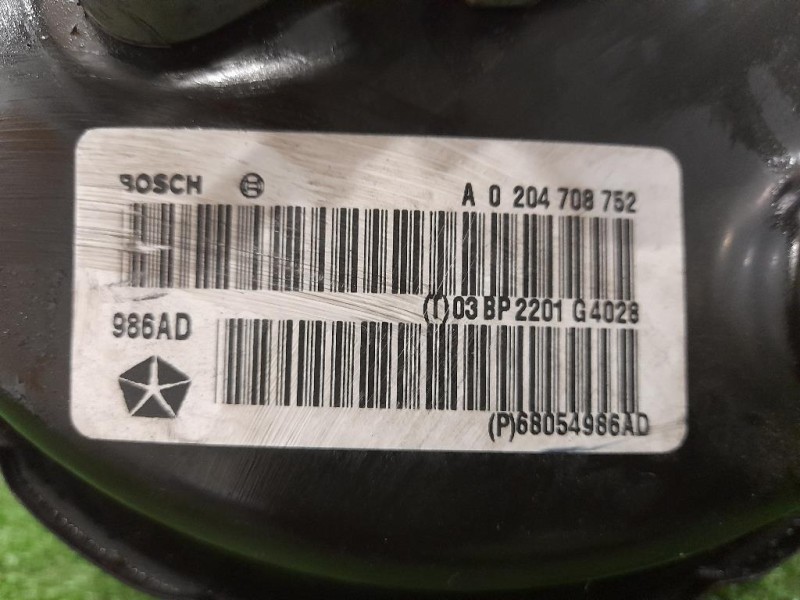 BOSCH A 0 204 708 752
(T)03 BP 2201 G4028
986AD
(P)68054986AD